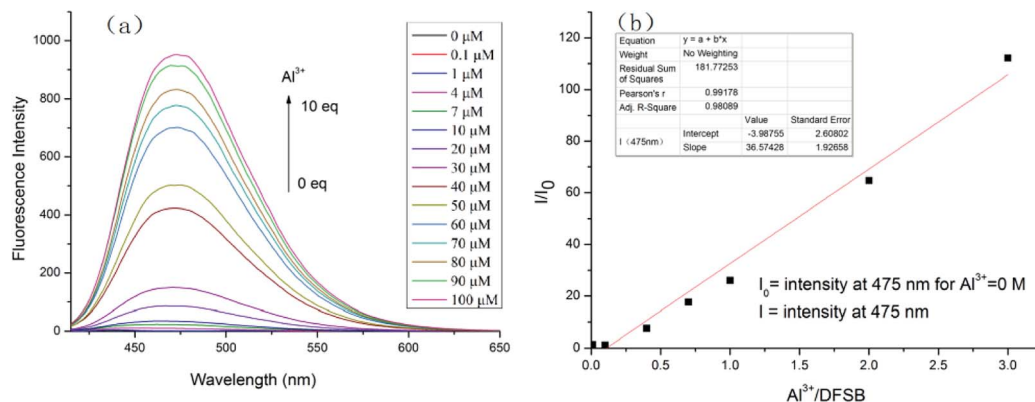 (a)
1000
800
600
400
200
0
Fluorescence Intensity
450
500
550
600
650
Wavelength (nm)
Al3+
10 eq
0 eq
0 μM
0.1 μM
1 μM
4 μM
7 μM
10 μM
20 μM
30 μM
40 μM
50 μM
60 μM
70 μM
80 μM
90 μM
100 μM
(b)
140
120
100
80
60
40
20
0
I/I0
0.0
0.5
1.0
1.5
2.0
2.5
3.0
Al3+/DFSB
Equation y = a + b*x
Weight No Weighting
Residual Sum of Squares 181.77253
Pearson's r 0.99178
Adj. R-Square 0.98089
Value Standard Error
I（475nm） Intercept -3.98755 2.60802
Slope 36.57428 1.92658
I0= intensity at 475 nm for Al3+=0 M
I = intensity at 475 nm